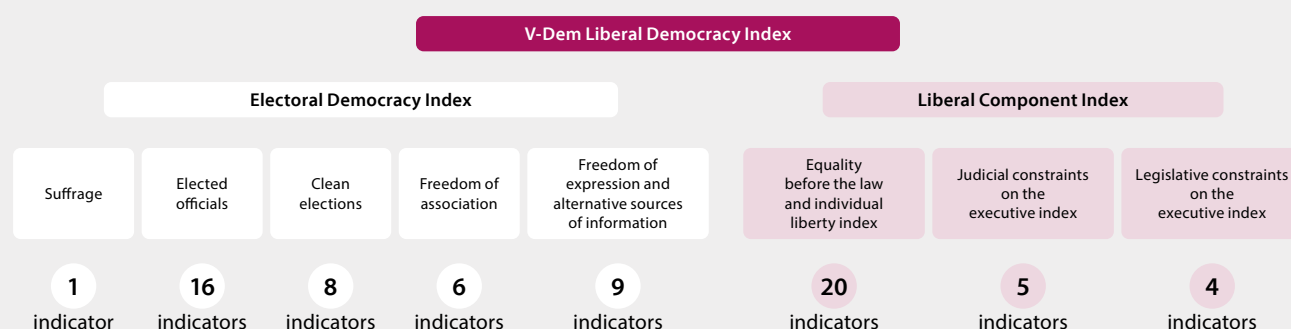 V-Dem Liberal Democracy Index
Electoral Democracy Index
Liberal Component Index
Suffrage
Elected
officials
Clean
elections
Freedom of
association
Freedom of
expression and
alternative sources
of information
Equality
before the law
and individual
liberty index
Judicial constraints
on the
executive index
Legislative constraints
on the
executive index
1
indicator
16
indicators
8
indicators
6
indicators
9
indicators
20
indicators
5
indicators
4
indicators